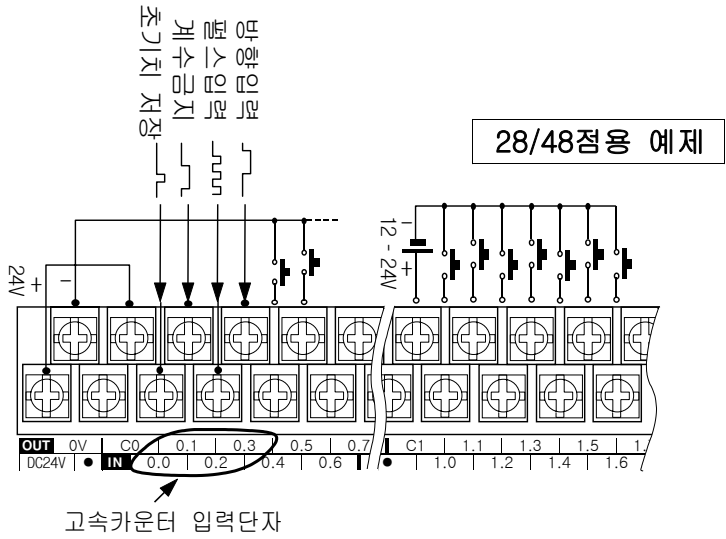 초기치 저장
계수금지
펄스입력
방향입력
28/48점용 예제
24V
+ −
12 - 24V
−
+
OUT 0V C0 0.1 0.3 0.5 0.7 C1 1.1 1.3 1.5 1.
DC24V ● IN 0.0 0.2 0.4 0.6 ● 1.0 1.2 1.4 1.6
고속카운터 입력단자